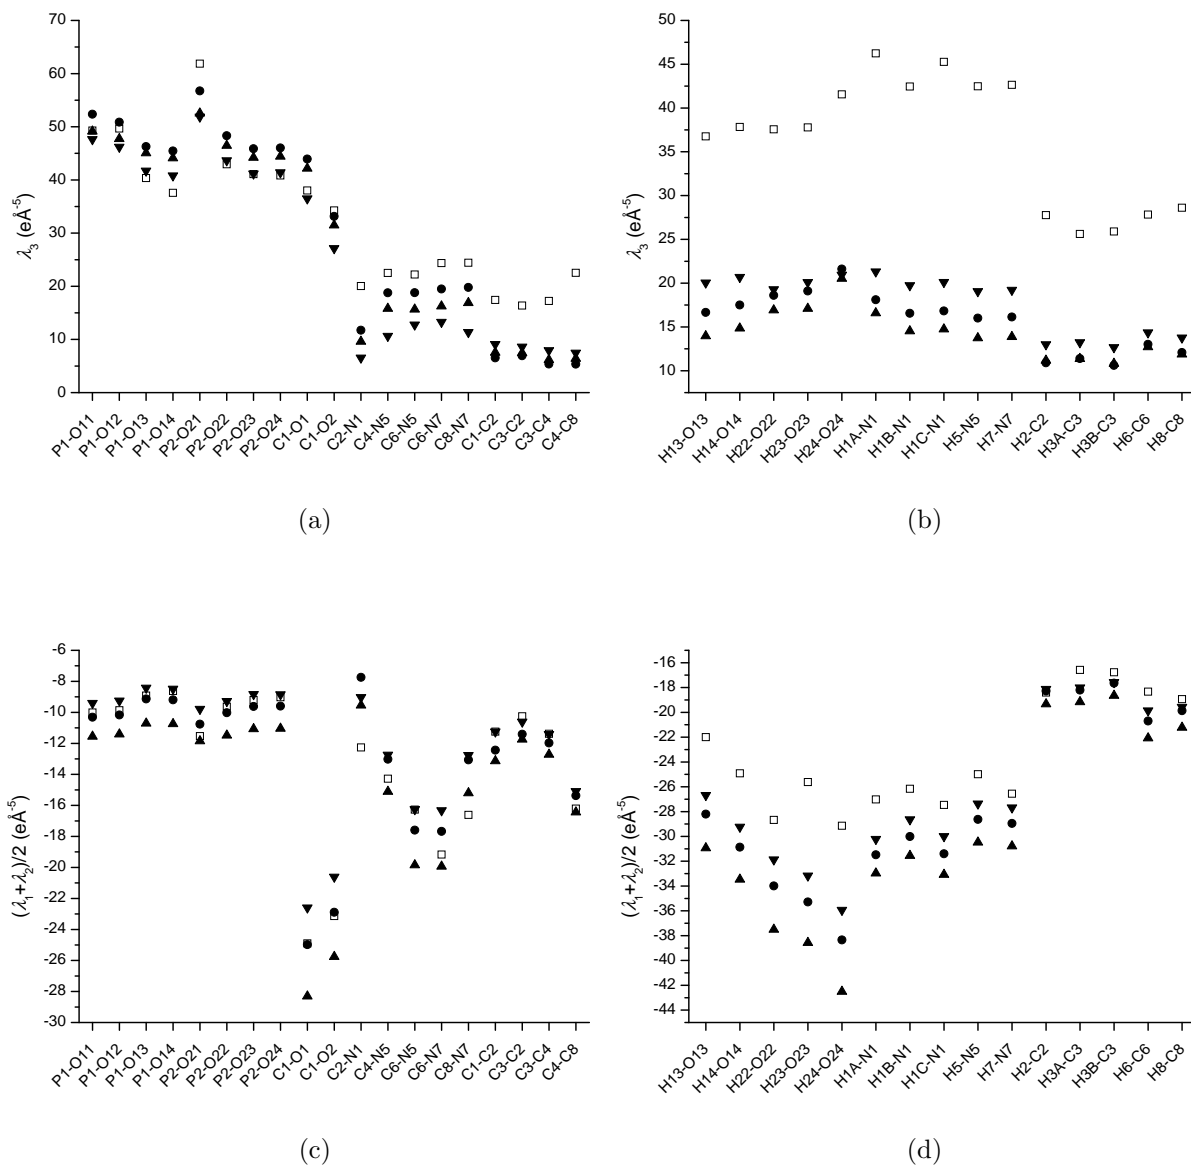 70
60
50
40
30
20
10
0
λ3 (eÅ-5)
P1-O11
P1-O12
P1-O13
P1-O14
P2-O21
P2-O22
P2-O23
P2-O24
C1-O1
C1-O2
C2-N1
C4-N5
C6-N5
C6-N7
C8-N7
C1-C2
C3-C2
C3-C4
C4-C8
(a)
50
45
40
35
30
25
20
15
10
λ3 (eÅ-5)
H13-O13
H14-O14
H22-O22
H23-O23
H24-O24
H1A-N1
H1B-N1
H1C-N1
H5-N5
H7-N7
H2-C2
H3A-C3
H3B-C3
H6-C6
H8-C8
(b)
-6
-8
-10
-12
-14
-16
-18
-20
-22
-24
-26
-28
-30
(λ1+λ2)/2 (eÅ-5)
P1-O11
P1-O12
P1-O13
P1-O14
P2-O21
P2-O22
P2-O23
P2-O24
C1-O1
C1-O2
C2-N1
C4-N5
C6-N5
C6-N7
C8-N7
C1-C2
C3-C2
C3-C4
C4-C8
(c)
-16
-18
-20
-22
-24
-26
-28
-30
-32
-34
-36
-38
-40
-42
-44
(λ1+λ2)/2 (eÅ-5)
H13-O13
H14-O14
H22-O22
H23-O23
H24-O24
H1A-N1
H1B-N1
H1C-N1
H5-N5
H7-N7
H2-C2
H3A-C3
H3B-C3
H6-C6
H8-C8
(d)